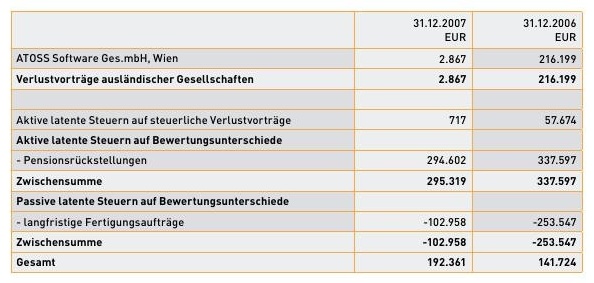 31.12.2007 31.12.2006
EUR EUR
ATOSS Software Ges.mbH, Wien 2.867 216.199
Verlustvorträge ausländischer Gesellschaften 2.867 216.199
Aktive latente Steuern auf steuerliche Verlustvorträge 717 57.674
Aktive latente Steuern auf Bewertungsunterschiede
- Pensionsrückstellungen 294.602 337.597
Zwischensumme 295.319 337.597
Passive latente Steuern auf Bewertungsunterschiede
- langfristige Fertigungsaufträge -102.958 -253.547
Zwischensumme -102.958 -253.547
Gesamt 192.361 141.724